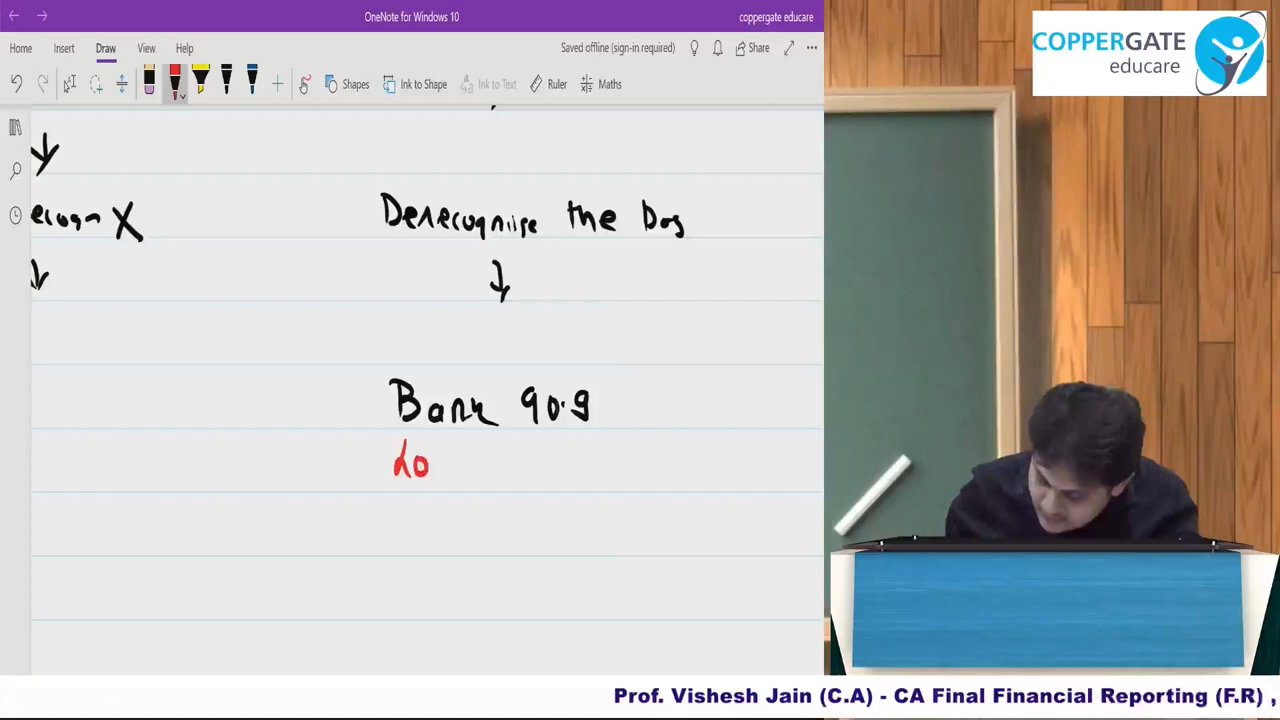 OneNote for Windows 10
coppergate educare
Home Insert Draw View Help
Saved offline (sign-in required)
Share
Shapes
Ink to Shape
Ink to Text
Ruler
Maths
COPPERGATE
educare
ecogn X
Derecognise the
Bank 90.9
Lo
Prof. Vishesh Jain (C.A) - CA Final Financial Reporting (F.R) ,